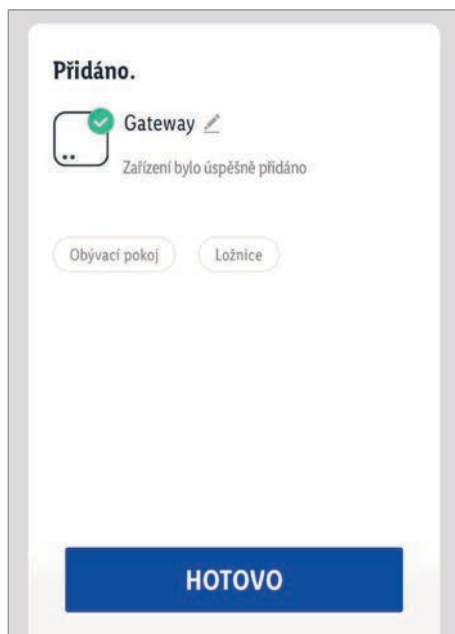 Přidáno.
Gateway
Zařízení bylo úspěšně přidáno
Obývací pokoj
Ložnice
HOTOVO